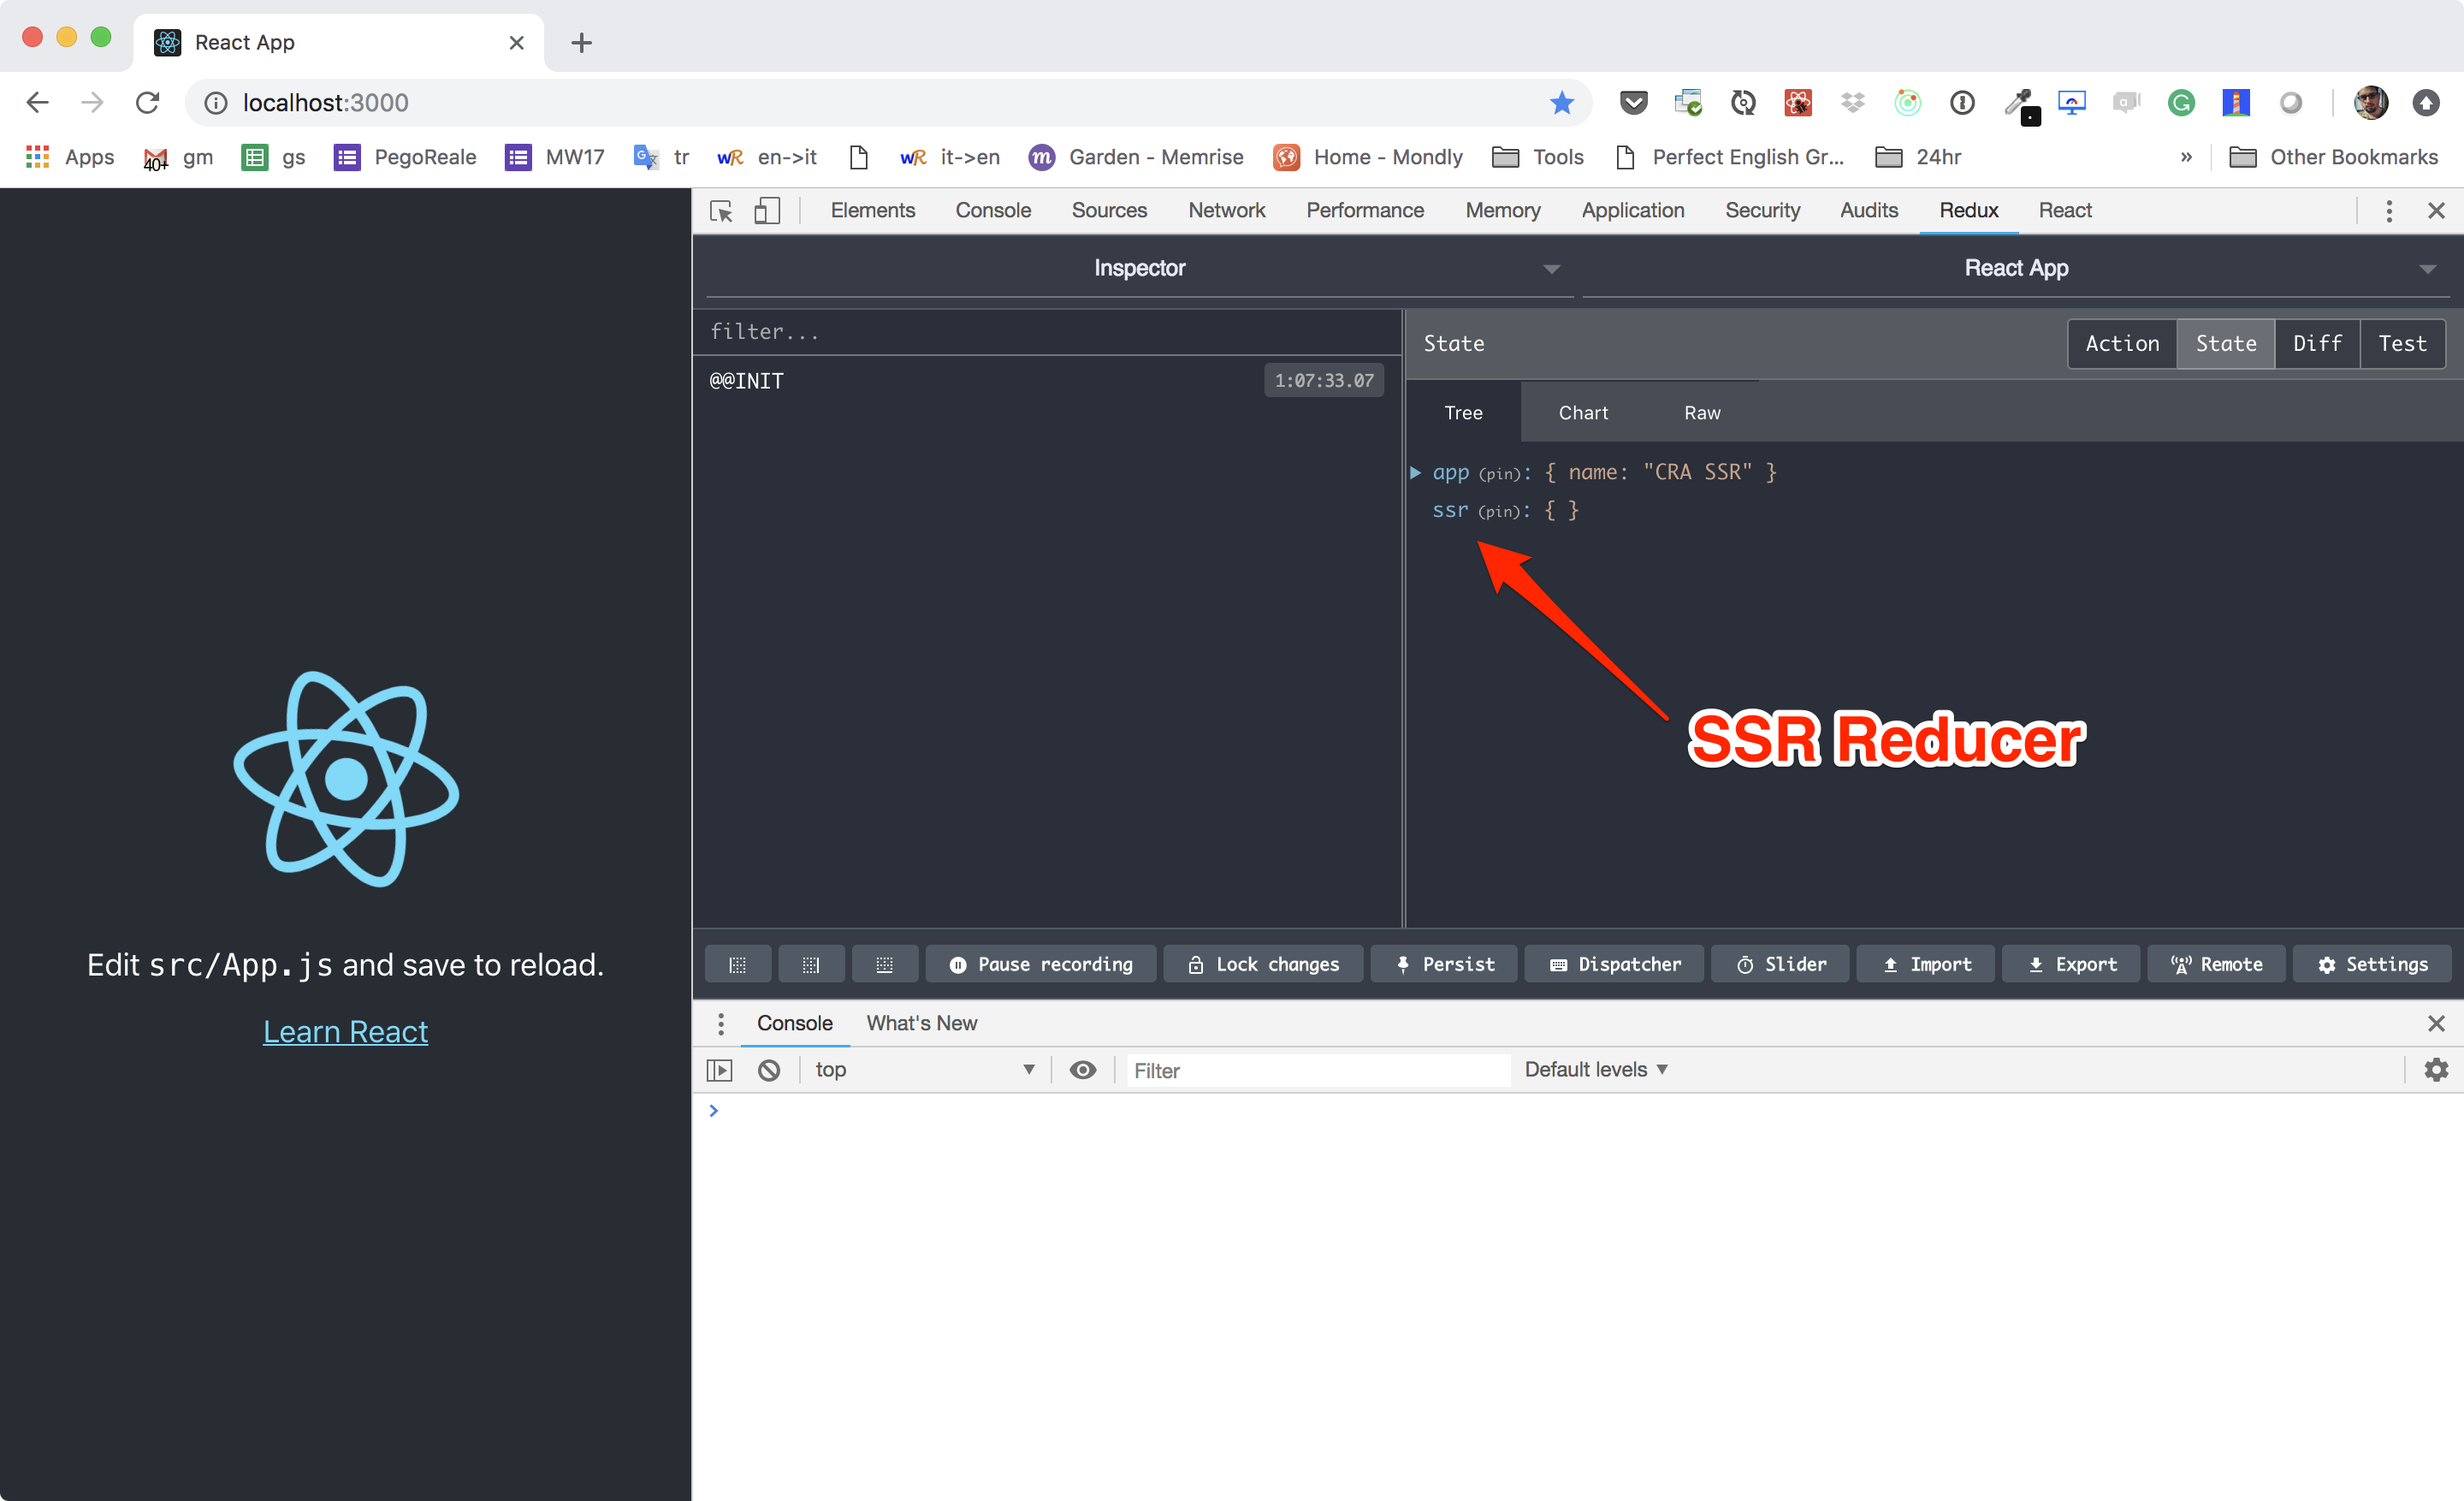 React App
localhost:3000
Apps 40+ gm gs PegoReale MW17 tr en->it it->en Garden - Memrise Home - Mondly Tools Perfect English Gr... 24hr » Other Bookmarks
Elements Console Sources Network Performance Memory Application Security Audits Redux React
Inspector React App
filter...
State Action State Diff Test
@@INIT 1:07:33.07
Tree Chart Raw
app (pin): { name: "CRA SSR" }
ssr (pin): { }
SSR Reducer
Edit src/App.js and save to reload.
Learn React
Pause recording Lock changes Persist Dispatcher Slider Import Export Remote Settings
Console What's New
top Filter Default levels